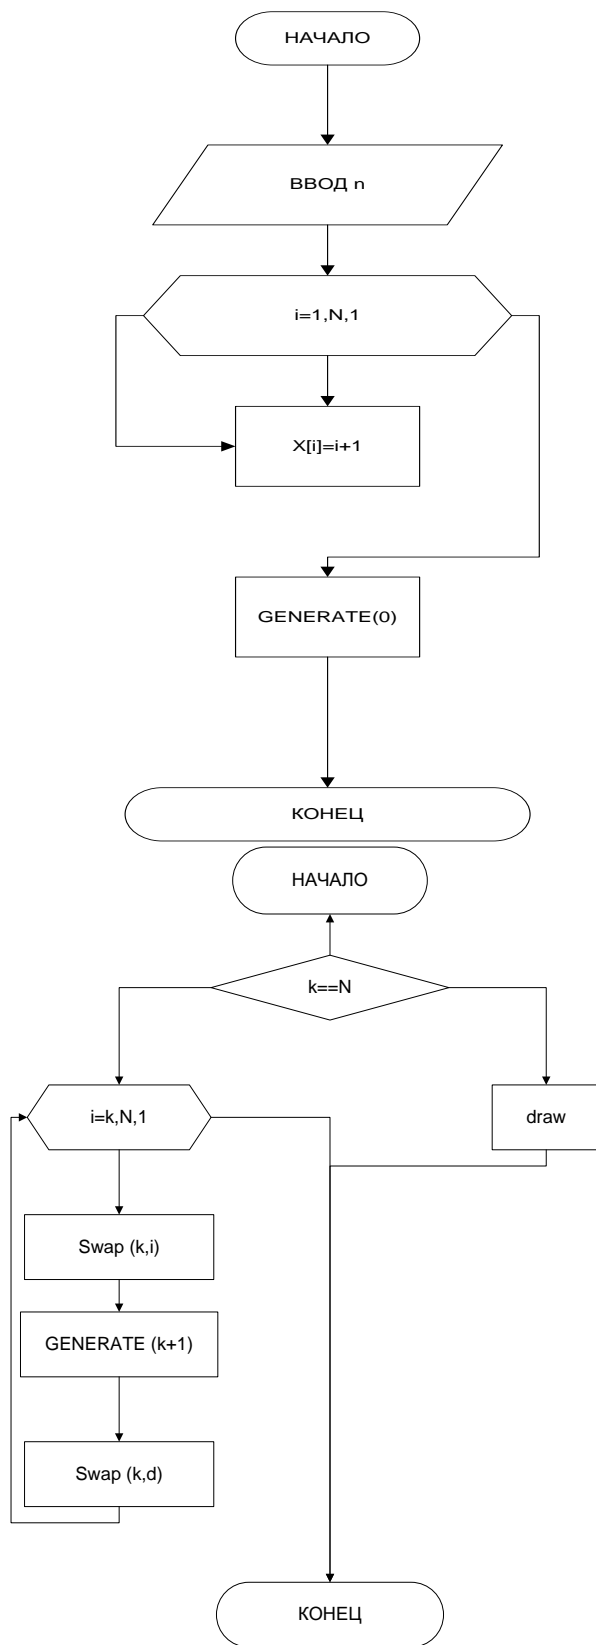 НАЧАЛО
ВВОД n
i=1,N,1
X[i]=i+1
GENERATE(0)
КОНЕЦ
НАЧАЛО
k==N
i=k,N,1
draw
Swap (k,i)
GENERATE (k+1)
Swap (k,d)
КОНЕЦ